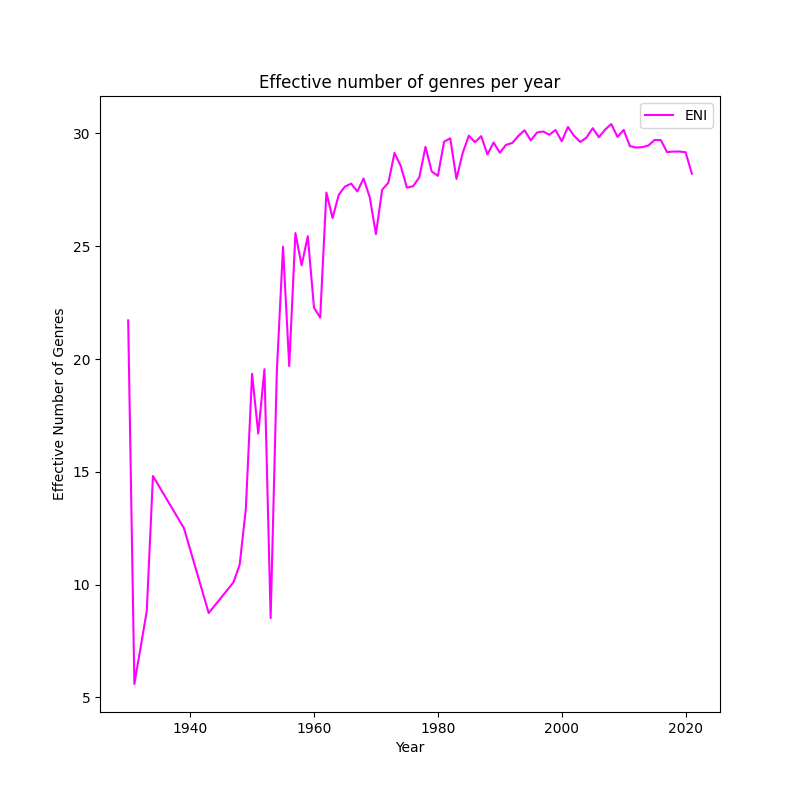 Effective number of genres per year
ENI
30
25
20
15
10
5
Effective Number of Genres
1940
1960
1980
2000
2020
Year